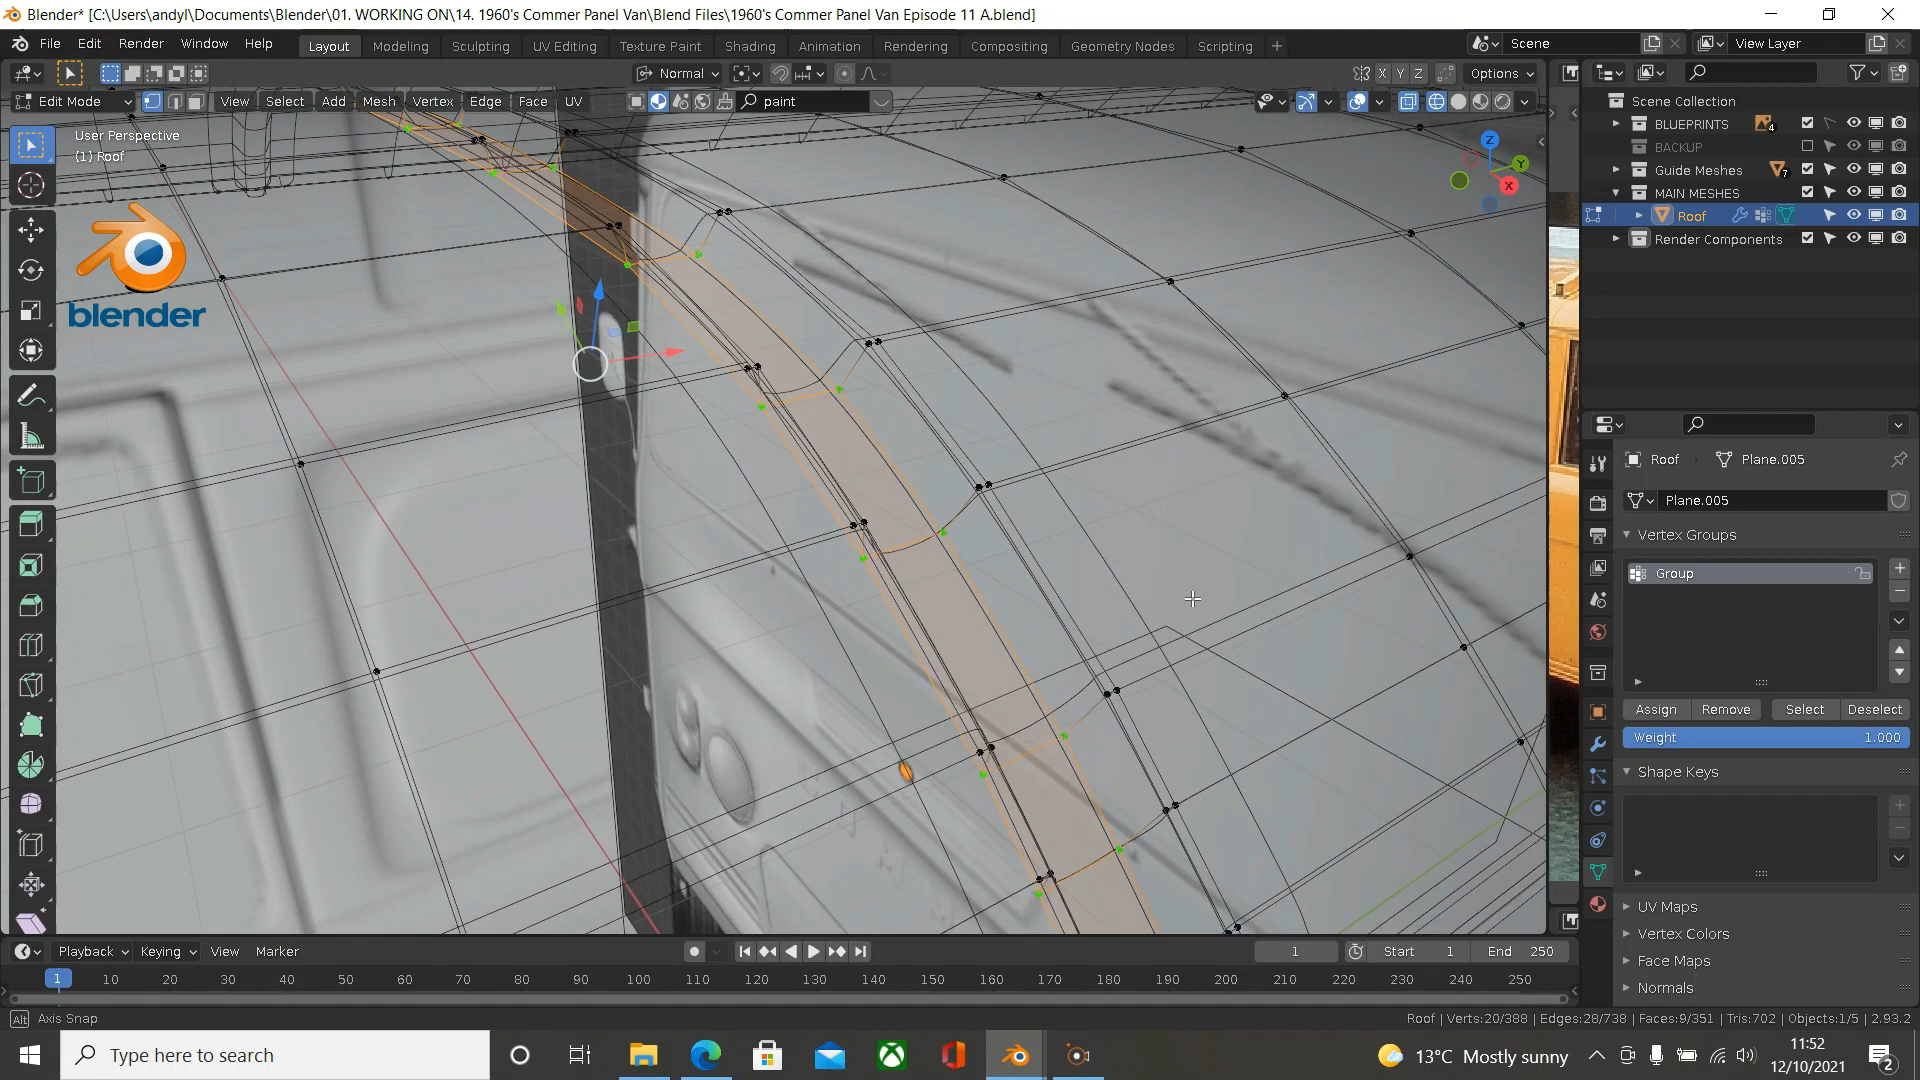 Blender* [C:\Users\andyl\Documents\Blender\01. WORKING ON\14. 1960's Commer Panel Van\Blend Files\1960's Commer Panel Van Episode 11 A.blend]
File Edit Render Window Help Layout Modeling Sculpting UV Editing Texture Paint Shading Animation Rendering Compositing Geometry Nodes Scripting + Scene View Layer
Normal X Y Z Options
Edit Mode View Select Add Mesh Vertex Edge Face UV paint
Scene Collection
User Perspective
(1) Roof
BLUEPRINTS 4
BACKUP
Guide Meshes 7
MAIN MESHES
Roof
Render Components
Z
Y
X
blender
Roof Plane.005
Plane.005
Vertex Groups
Group
Assign Remove Select Deselect
Weight 1.000
Shape Keys
UV Maps
Vertex Colors
Face Maps
Normals
Playback Keying View Marker 1 Start 1 End 250
1 10 20 30 40 50 60 70 80 90 100 110 120 130 140 150 160 170 180 190 200 210 220 230 240 250
Alt Axis Snap
Roof | Verts:20/388 | Edges:28/738 | Faces:9/351 | Tris:702 | Objects:1/5 | 2.93.2
Type here to search
13°C Mostly sunny
11:52
12/10/2021
2